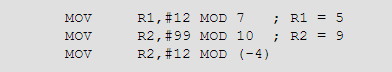 MOV R1,#12 MOD 7 ; R1 = 5
MOV R2,#99 MOD 10 ; R2 = 9
MOV R2,#12 MOD (-4)